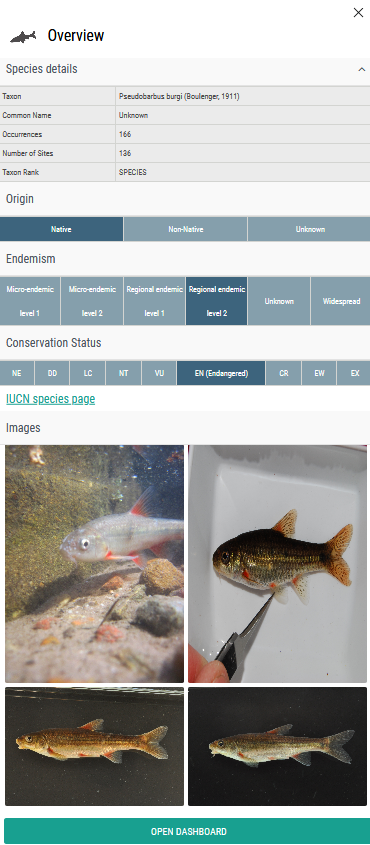 Overview
Species details
Taxon Pseudobarbus burgi (Boulenger, 1911)
Common Name Unknown
Occurrences 166
Number of Sites 136
Taxon Rank SPECIES
Origin
Native Non-Native Unknown
Endemism
Micro-endemic level 1 Micro-endemic level 2 Regional endemic level 1 Regional endemic level 2 Unknown Widespread
Conservation Status
NE DD LC NT VU EN (Endangered) CR EW EX
IUCN species page
Images
OPEN DASHBOARD